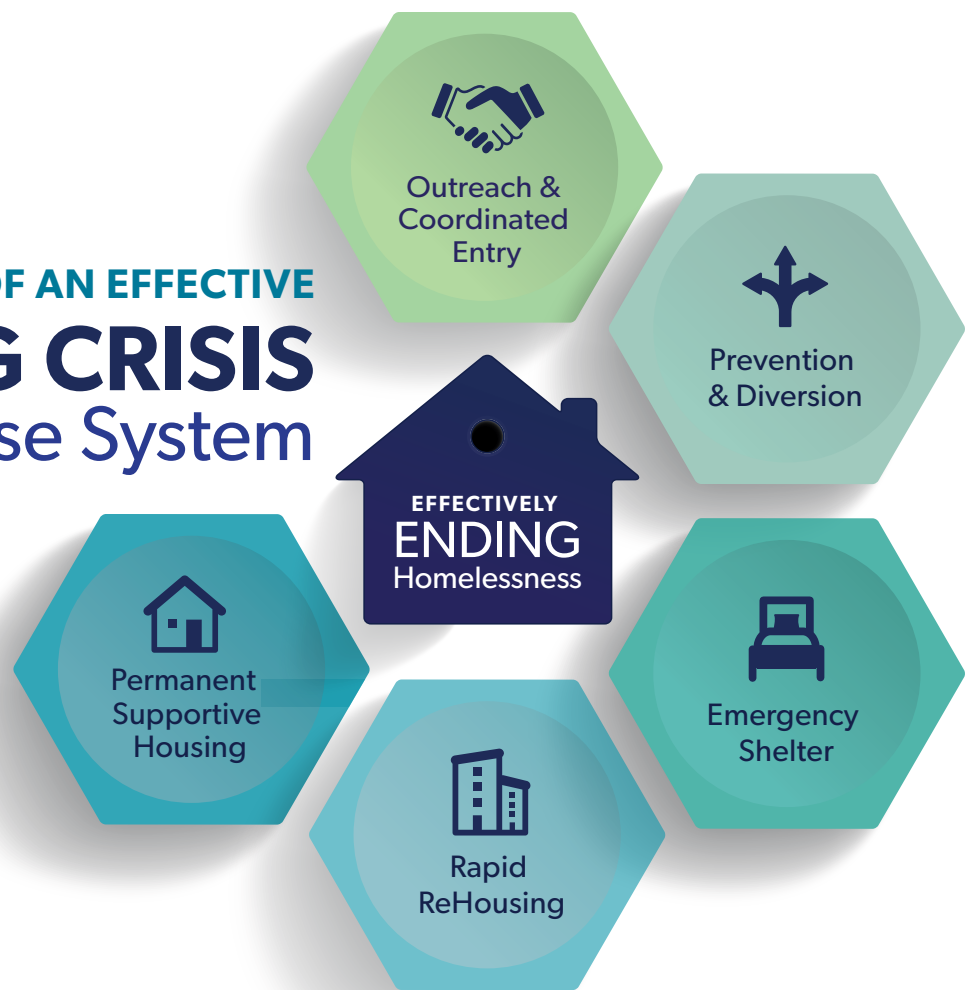 OF AN EFFECTIVE
CRISIS
System
Outreach &
Coordinated
Entry
Prevention
& Diversion
EFFECTIVELY
ENDING
Homelessness
Permanent
Supportive
Housing
Emergency
Shelter
Rapid
ReHousing